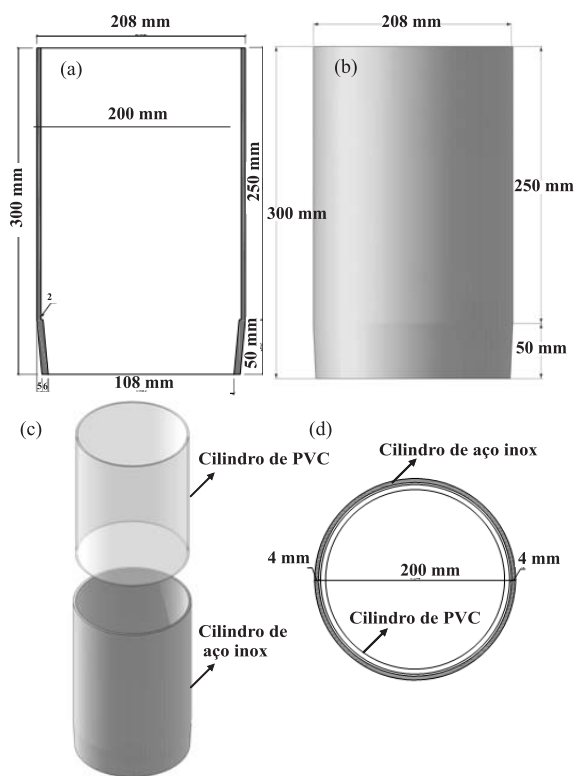 208 mm
(a)
200 mm
300 mm
250 mm
2
50 mm
108 mm
5
6
208 mm
(b)
300 mm
250 mm
50 mm
(c)
Cilindro de PVC
Cilindro de
aço inox
(d)
Cilindro de aço inox
4 mm
200 mm
4 mm
Cilindro de PVC